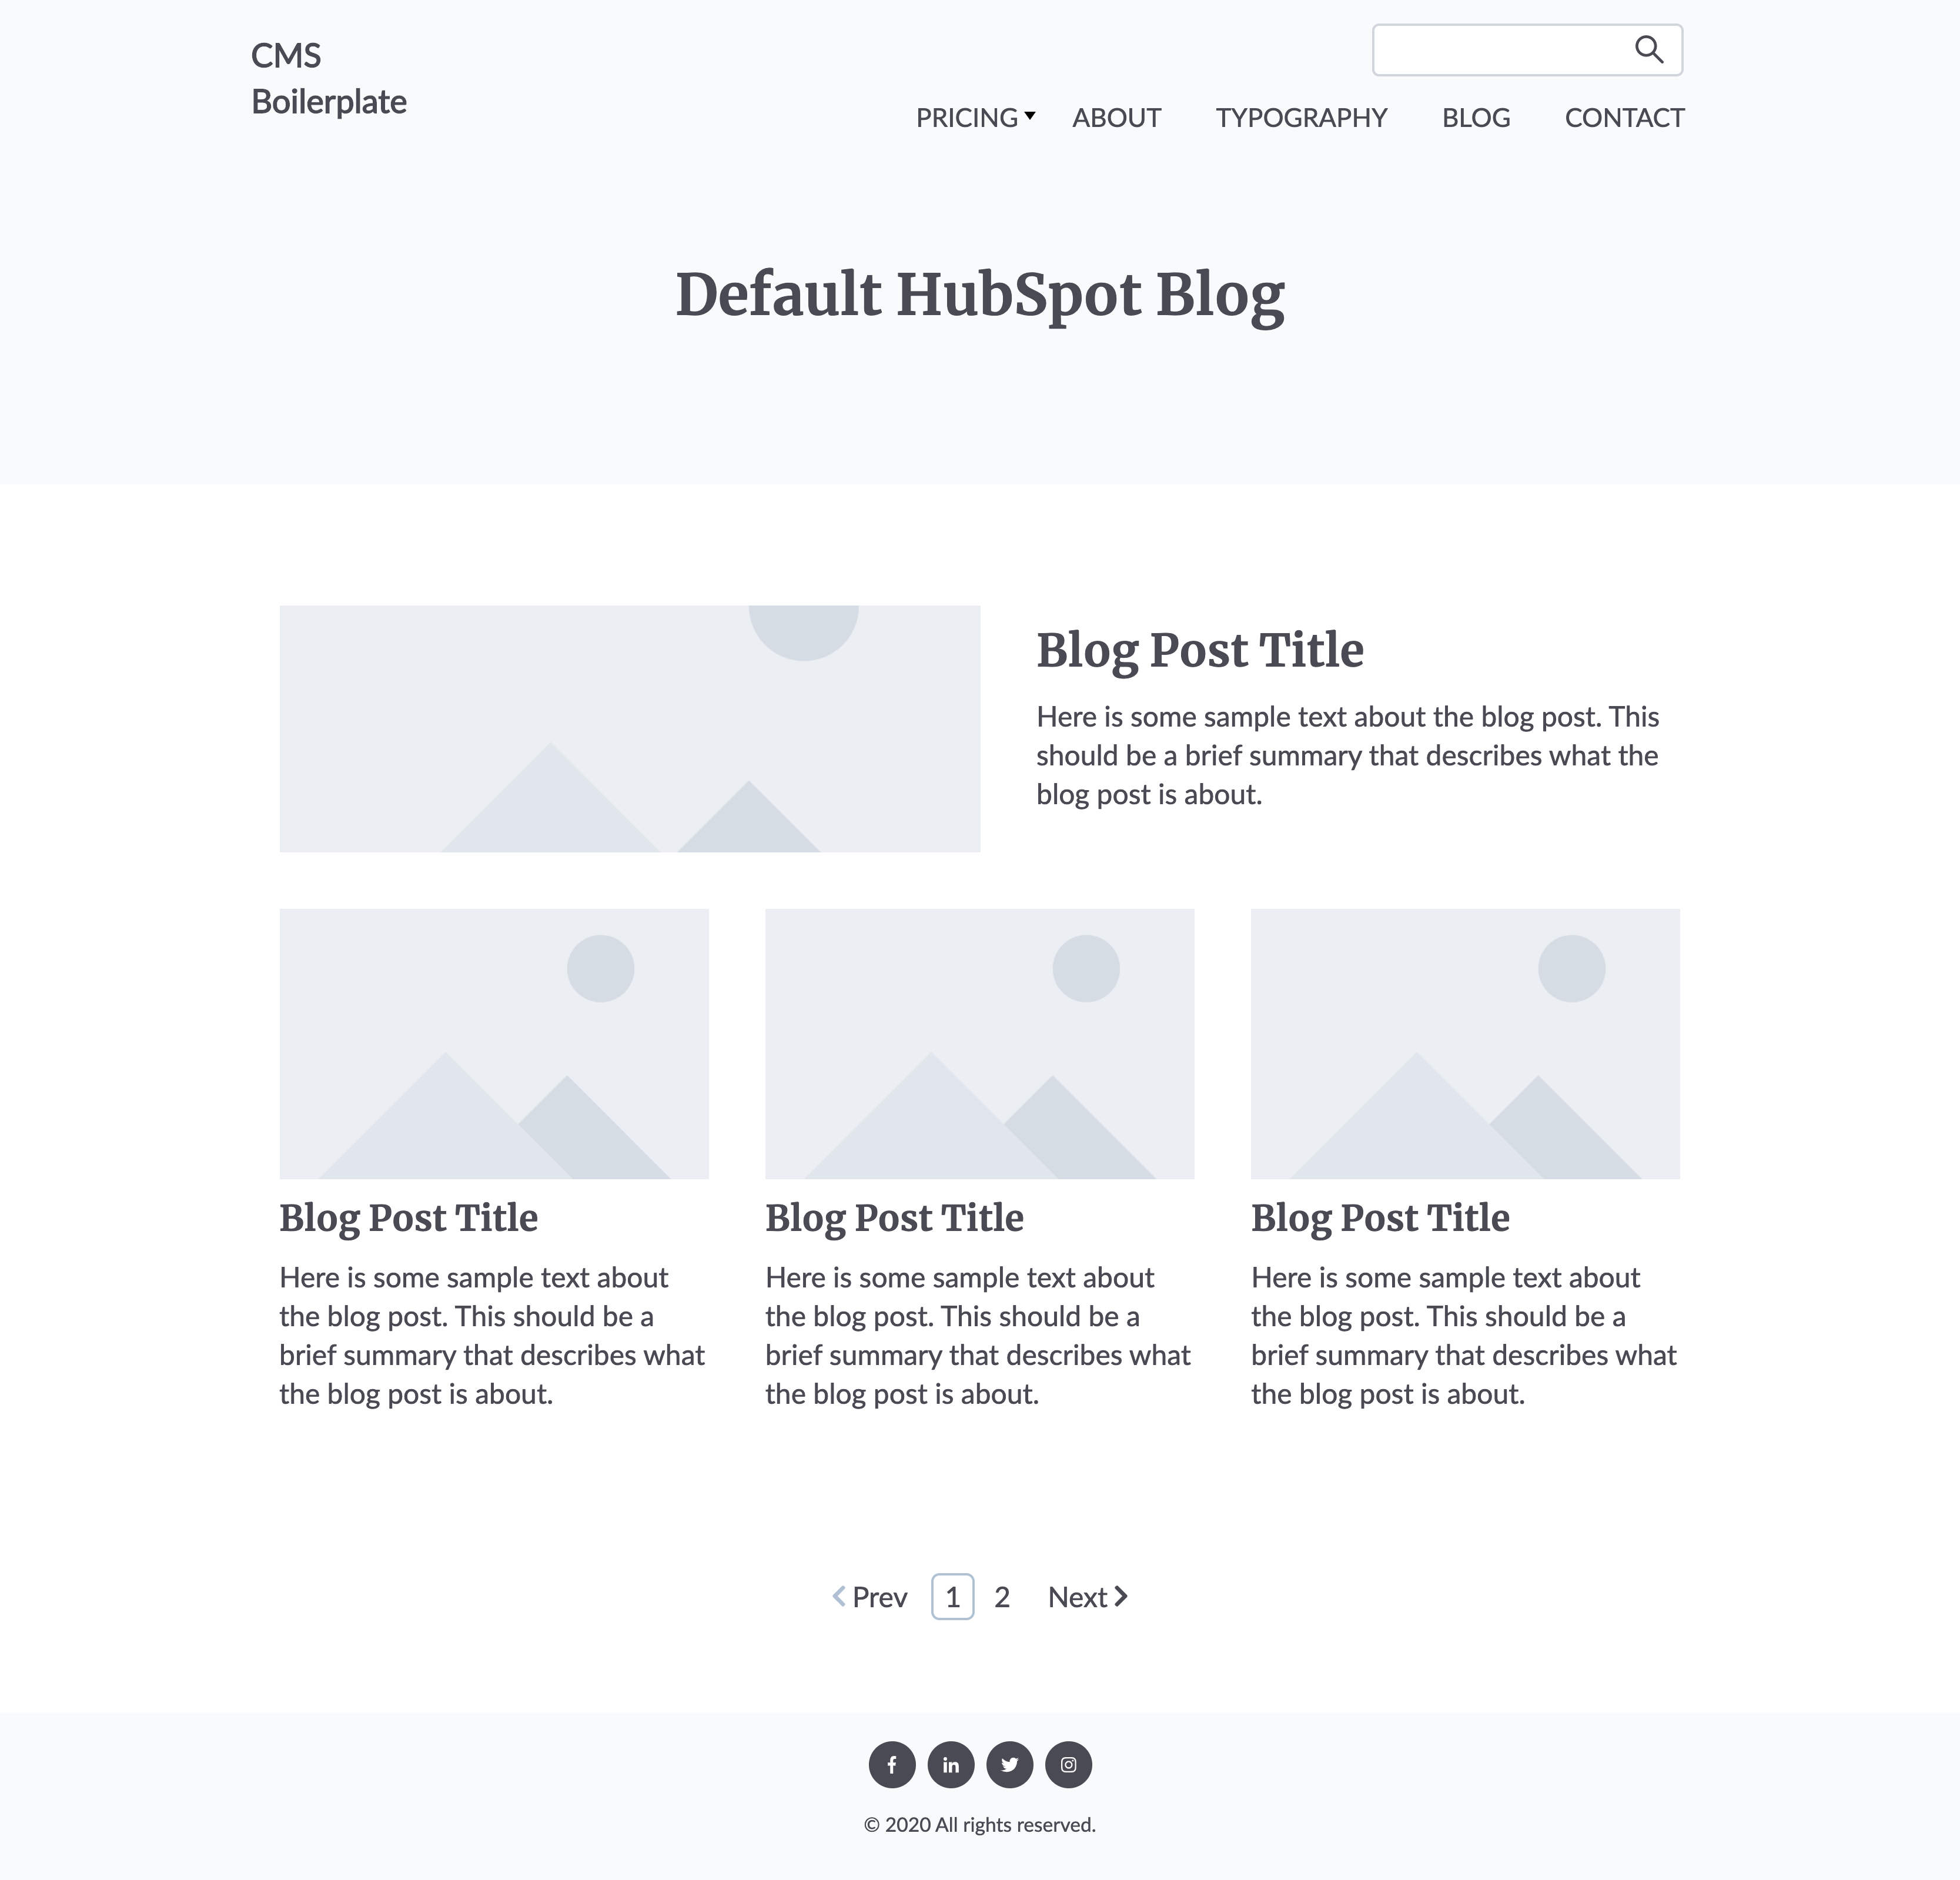 CMS
Boilerplate
PRICING ABOUT TYPOGRAPHY BLOG CONTACT
Default HubSpot Blog
Blog Post Title
Here is some sample text about the blog post. This
should be a brief summary that describes what the
blog post is about.
Blog Post Title
Here is some sample text about
the blog post. This should be a
brief summary that describes what
the blog post is about.
Blog Post Title
Here is some sample text about
the blog post. This should be a
brief summary that describes what
the blog post is about.
Blog Post Title
Here is some sample text about
the blog post. This should be a
brief summary that describes what
the blog post is about.
Prev 1 2 Next
© 2020 All rights reserved.